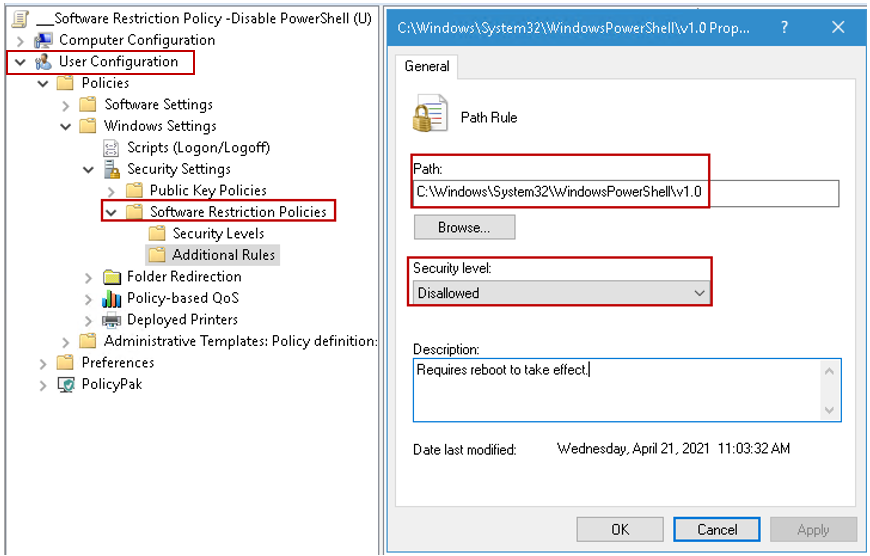 __Software Restriction Policy -Disable PowerShell (U)
Computer Configuration
User Configuration
Policies
Software Settings
Windows Settings
Scripts (Logon/Logoff)
Security Settings
Public Key Policies
Software Restriction Policies
Security Levels
Additional Rules
Folder Redirection
Policy-based QoS
Deployed Printers
Administrative Templates: Policy definition:
Preferences
PolicyPak
C:\Windows\System32\WindowsPowerShell\v1.0 Prop... ? ×
General
Path Rule
Path:
C:\Windows\System32\WindowsPowerShell\v1.0
Browse...
Security level:
Disallowed
Description:
Requires reboot to take effect.
Date last modified: Wednesday, April 21, 2021 11:03:32 AM
OK Cancel Apply